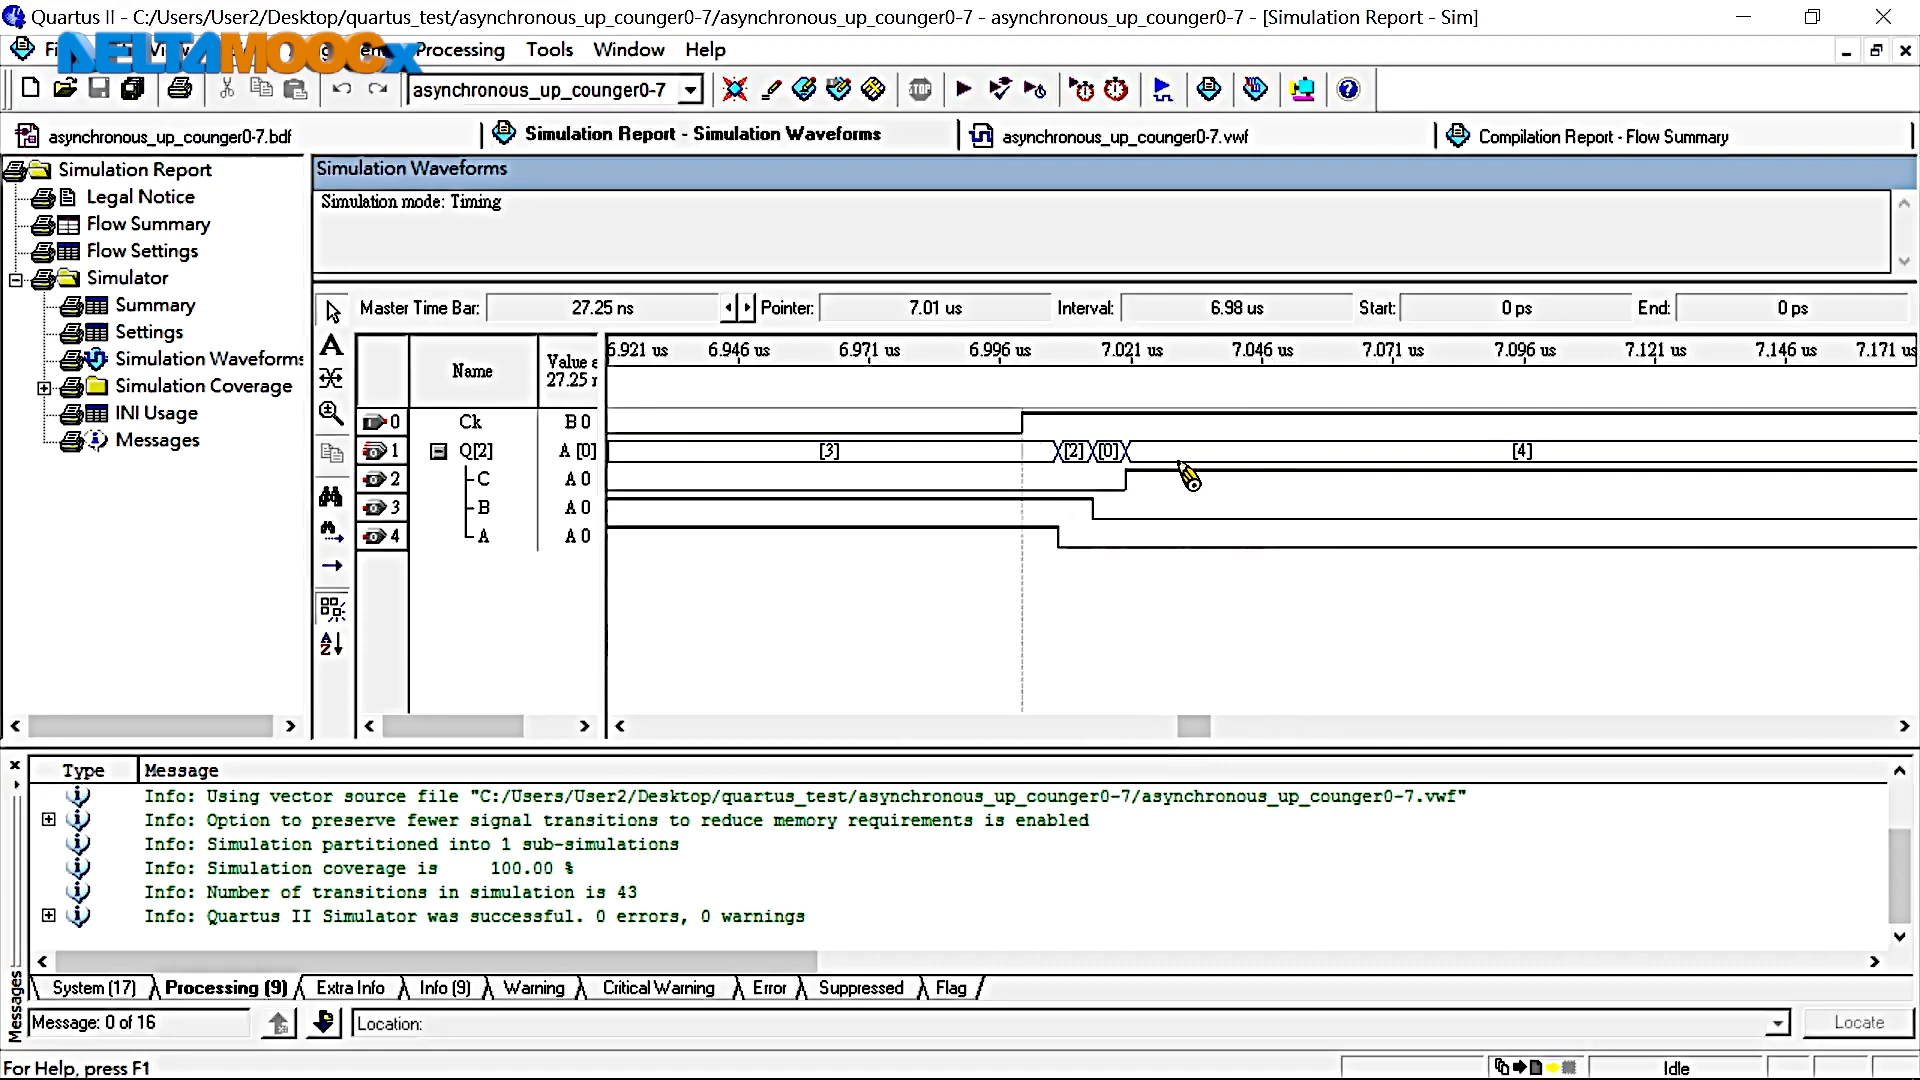 Quartus II - C:/Users/User2/Desktop/quartus_test/asynchronous_up_counger0-7/asynchronous_up_counger0-7 - asynchronous_up_counger0-7 - [Simulation Report - Sim]
DELTAMOOCx
Processing Tools Window Help
asynchronous_up_counger0-7
STOP
asynchronous_up_counger0-7.bdf
Simulation Report - Simulation Waveforms
asynchronous_up_counger0-7.vwf
Compilation Report - Flow Summary
Simulation Report
Legal Notice
Flow Summary
Flow Settings
Simulator
Summary
Settings
Simulation Waveforms
Simulation Coverage
INI Usage
Messages
Simulation Waveforms
Simulation mode: Timing
Master Time Bar: 27.25 ns Pointer: 7.01 us Interval: 6.98 us Start: 0 ps End: 0 ps
Name
Value a
27.25 n
6.921 us 6.946 us 6.971 us 6.996 us 7.021 us 7.046 us 7.071 us 7.096 us 7.121 us 7.146 us 7.171 us
0 Ck B 0
1 Q[2] A [0] [3] [2] [0] [4]
2 C A 0
3 B A 0
4 A A 0
Type Message
Info: Using vector source file "C:/Users/User2/Desktop/quartus_test/asynchronous_up_counger0-7/asynchronous_up_counger0-7.vwf"
Info: Option to preserve fewer signal transitions to reduce memory requirements is enabled
Info: Simulation partitioned into 1 sub-simulations
Info: Simulation coverage is 100.00 %
Info: Number of transitions in simulation is 43
Info: Quartus II Simulator was successful. 0 errors, 0 warnings
System (17) Processing (9) Extra Info Info (9) Warning Critical Warning Error Suppressed Flag
Messages
Message: 0 of 16
Location:
Locate
For Help, press F1
Idle